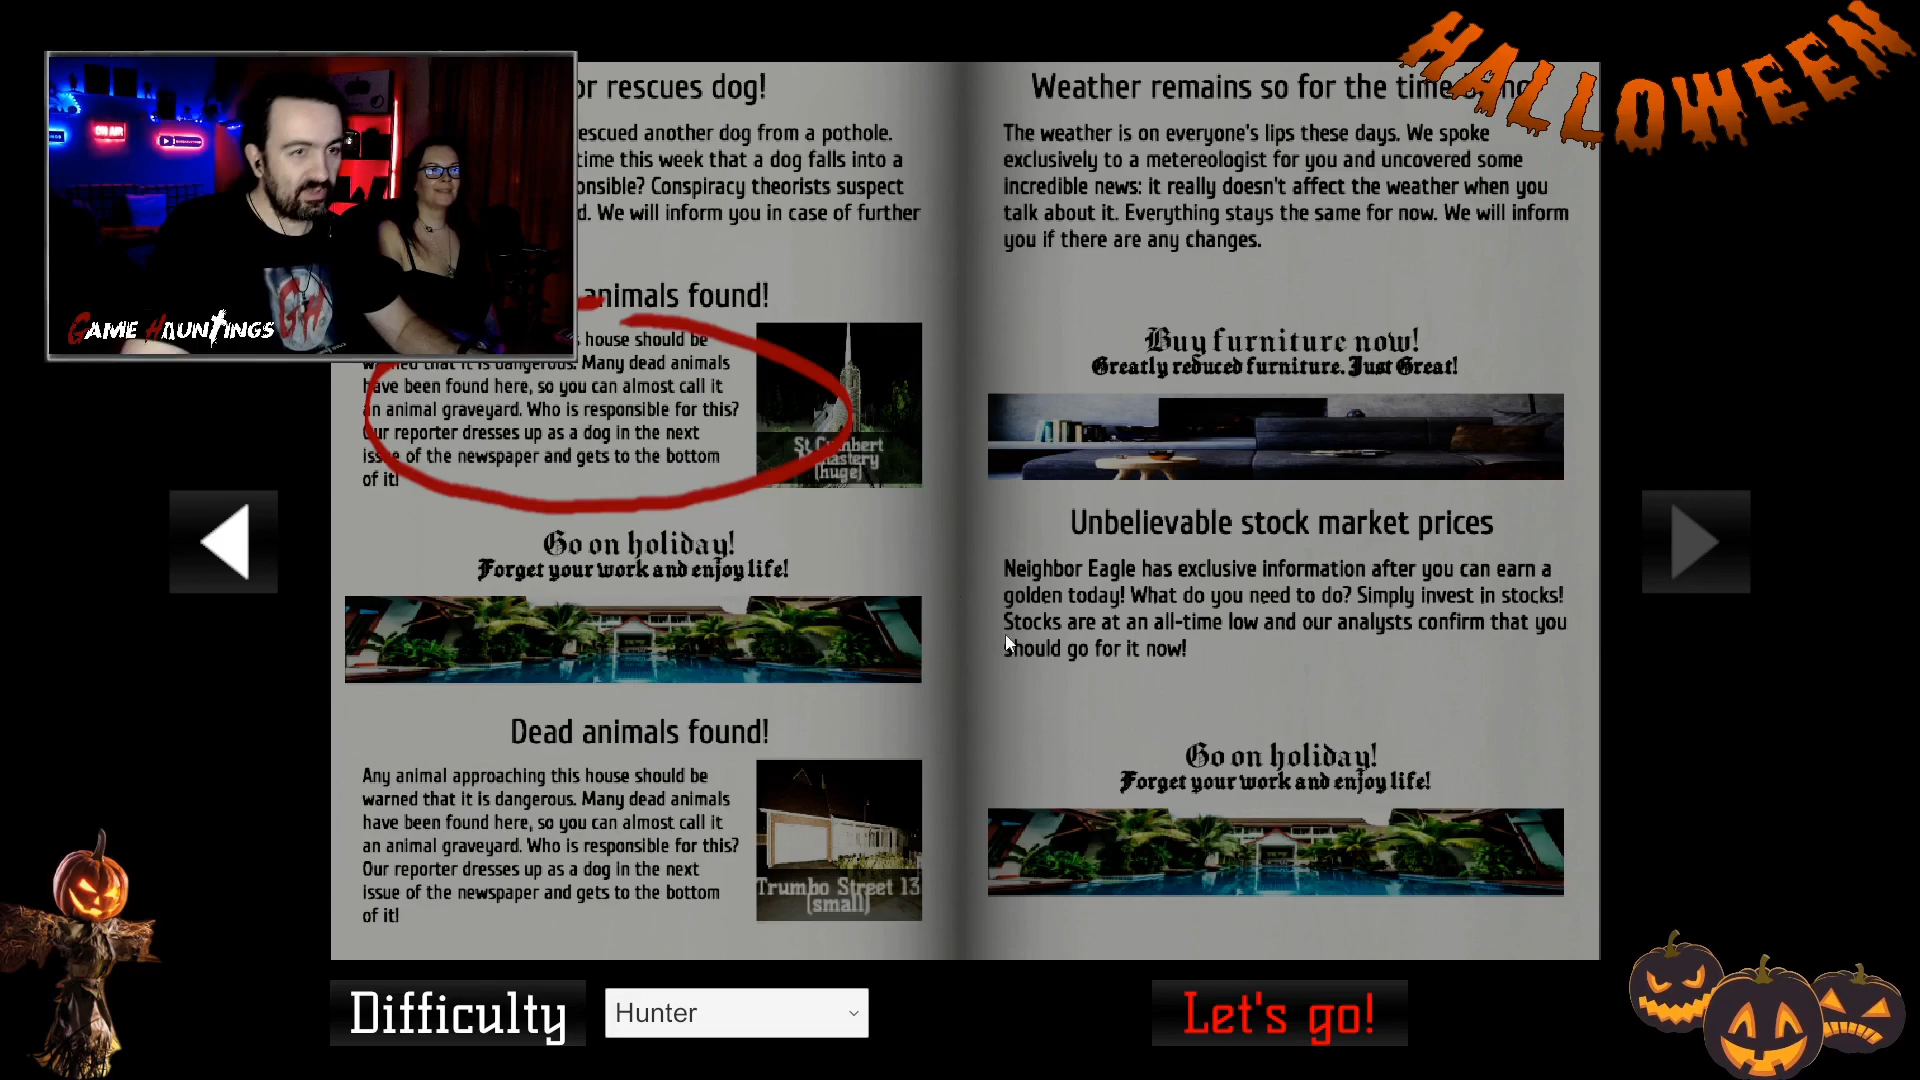 HALLOWEEN
ON AIR
GAME HAUNTINGS
GH
or rescues dog!
escued another dog from a pothole.
time this week that a dog falls into a
onsible? Conspiracy theorists suspect
d. We will inform you in case of further
animals found!
house should be
warned that it is dangerous. Many dead animals
have been found here, so you can almost call it
an animal graveyard. Who is responsible for this?
Our reporter dresses up as a dog in the next
issue of the newspaper and gets to the bottom
of it!
(huge)
Go on holiday!
Forget your work and enjoy life!
Dead animals found!
Any animal approaching this house should be
warned that it is dangerous. Many dead animals
have been found here, so you can almost call it
an animal graveyard. Who is responsible for this?
Our reporter dresses up as a dog in the next
issue of the newspaper and gets to the bottom
of it!
Trumbo Street 13
(small)
Weather remains so for the time
The weather is on everyone's lips these days. We spoke
exclusively to a metereologist for you and uncovered some
incredible news: it really doesn't affect the weather when you
talk about it. Everything stays the same for now. We will inform
you if there are any changes.
Buy furniture now!
Greatly reduced furniture. Just Great!
Unbelievable stock market prices
Neighbor Eagle has exclusive information after you can earn a
golden today! What do you need to do? Simply invest in stocks!
Stocks are at an all-time low and our analysts confirm that you
should go for it now!
Go on holiday!
Forget your work and enjoy life!
Difficulty
Hunter
Let's go!